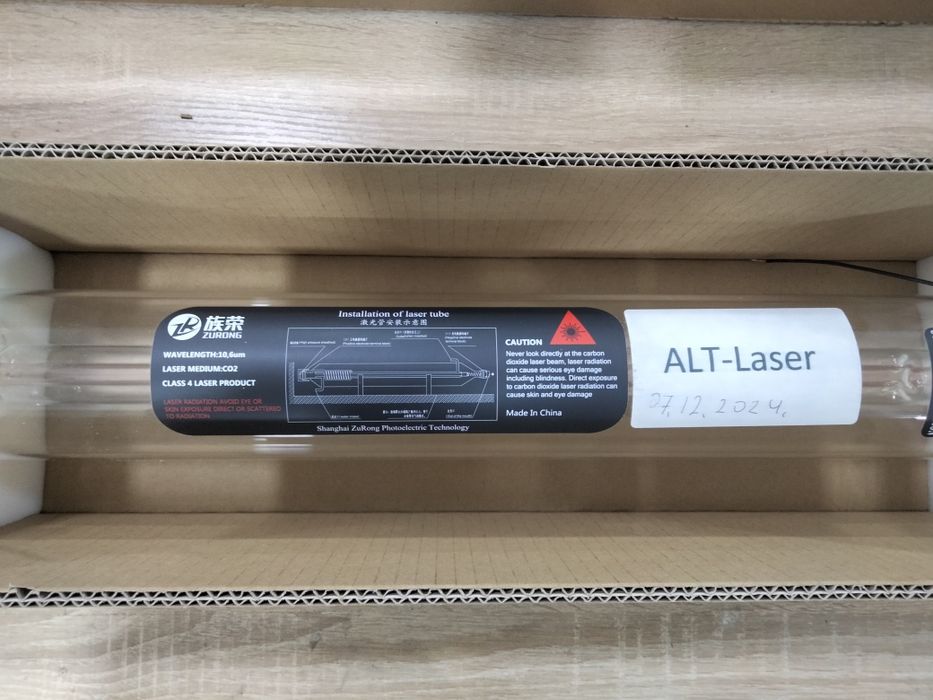 族荣
ZURONG
WAVELENGTH:10,6um
LASER MEDIUM:CO2
CLASS 4 LASER PRODUCT
LASER RADIATION AVOID EYE OR
SKIN EXPOSURE DIRECT OR SCATTERED
TO RADIATION
Installation of laser tube
激光管安装示意图
Shanghai ZuRong Photoelectric Technology
CAUTION
Never look directly at the carbon
dioxide laser beam, laser radiation
can cause serious eye damage
including blindness. Direct exposure
to carbon dioxide laser radiation can
cause skin and eye damage
Made In China
ALT-Laser
07.12.2024.